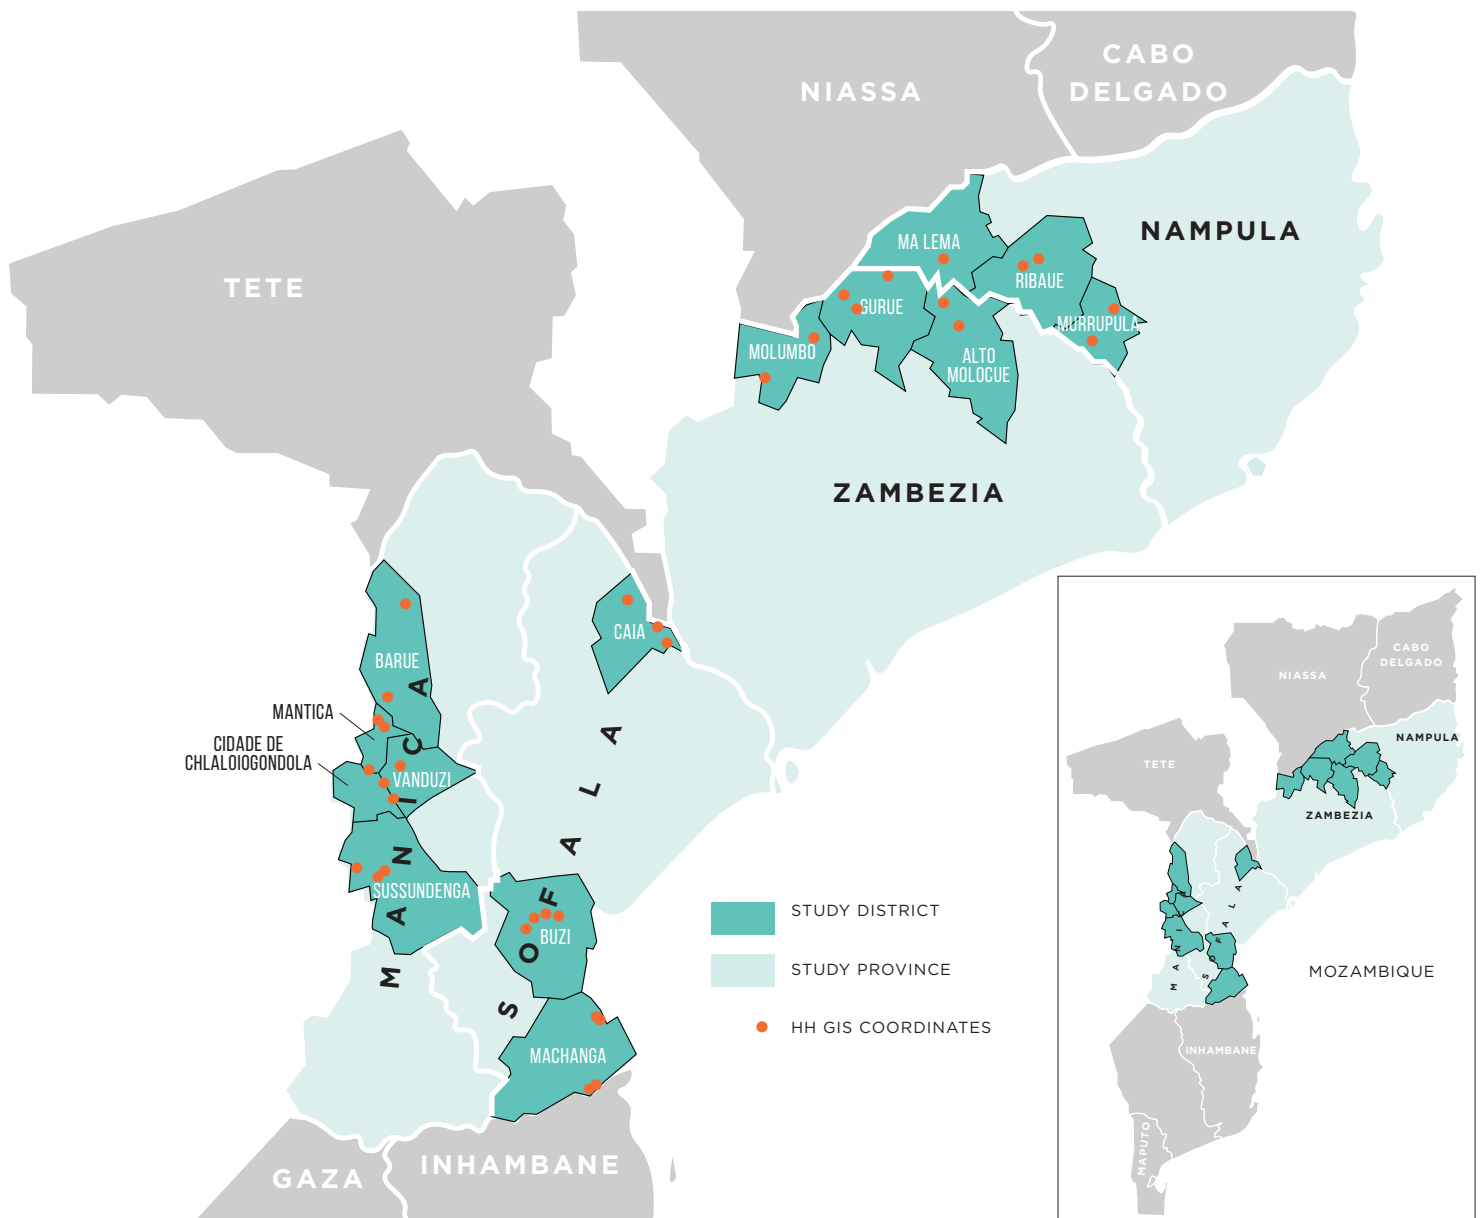 CABO
DELGADO
NIASSA
NAMPULA
TETE
MA LEMA
RIBAUE
GURUE
MURRUPULA
MOLUMBO
ALTO
MOLOCUE
ZAMBEZIA
CAIA
BARUE
MANTICA
CIDADE DE
CHLALOIOGONDOLA
VANDUZI
SUSSUNDENGA
MANICA
BUZI
SOFALA
MACHANGA
GAZA
INHAMBANE
STUDY DISTRICT
STUDY PROVINCE
HH GIS COORDINATES
CABO
DELGADO
NIASSA
NAMPULA
TETE
ZAMBEZIA
MANICA
SOFALA
MOZAMBIQUE
INHAMBANE
MAPUTO